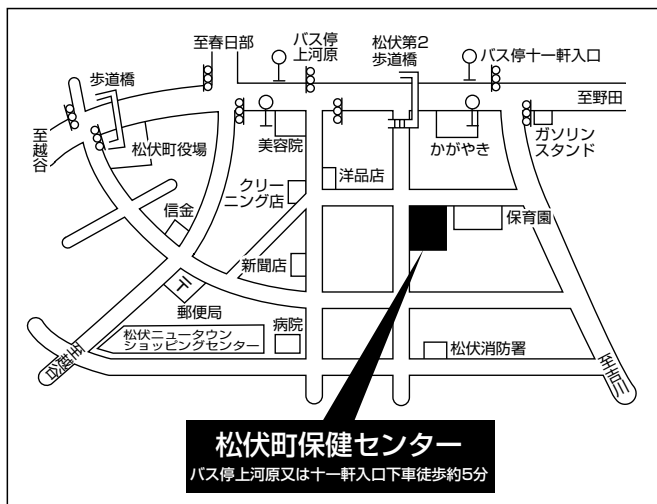 至春日部
バス停
上河原
松伏第2
歩道橋
バス停十一軒入口
歩道橋
至野田
至越谷
松伏町役場
美容院
かがやき
ガソリン
スタンド
クリー
ニング店
洋品店
信金
保育園
新聞店
〒
郵便局
松伏ニュータウン
ショッピングセンター
病院
松伏消防署
至越谷
至吉川
松伏町保健センター
バス停上河原又は十一軒入口下車徒歩約5分